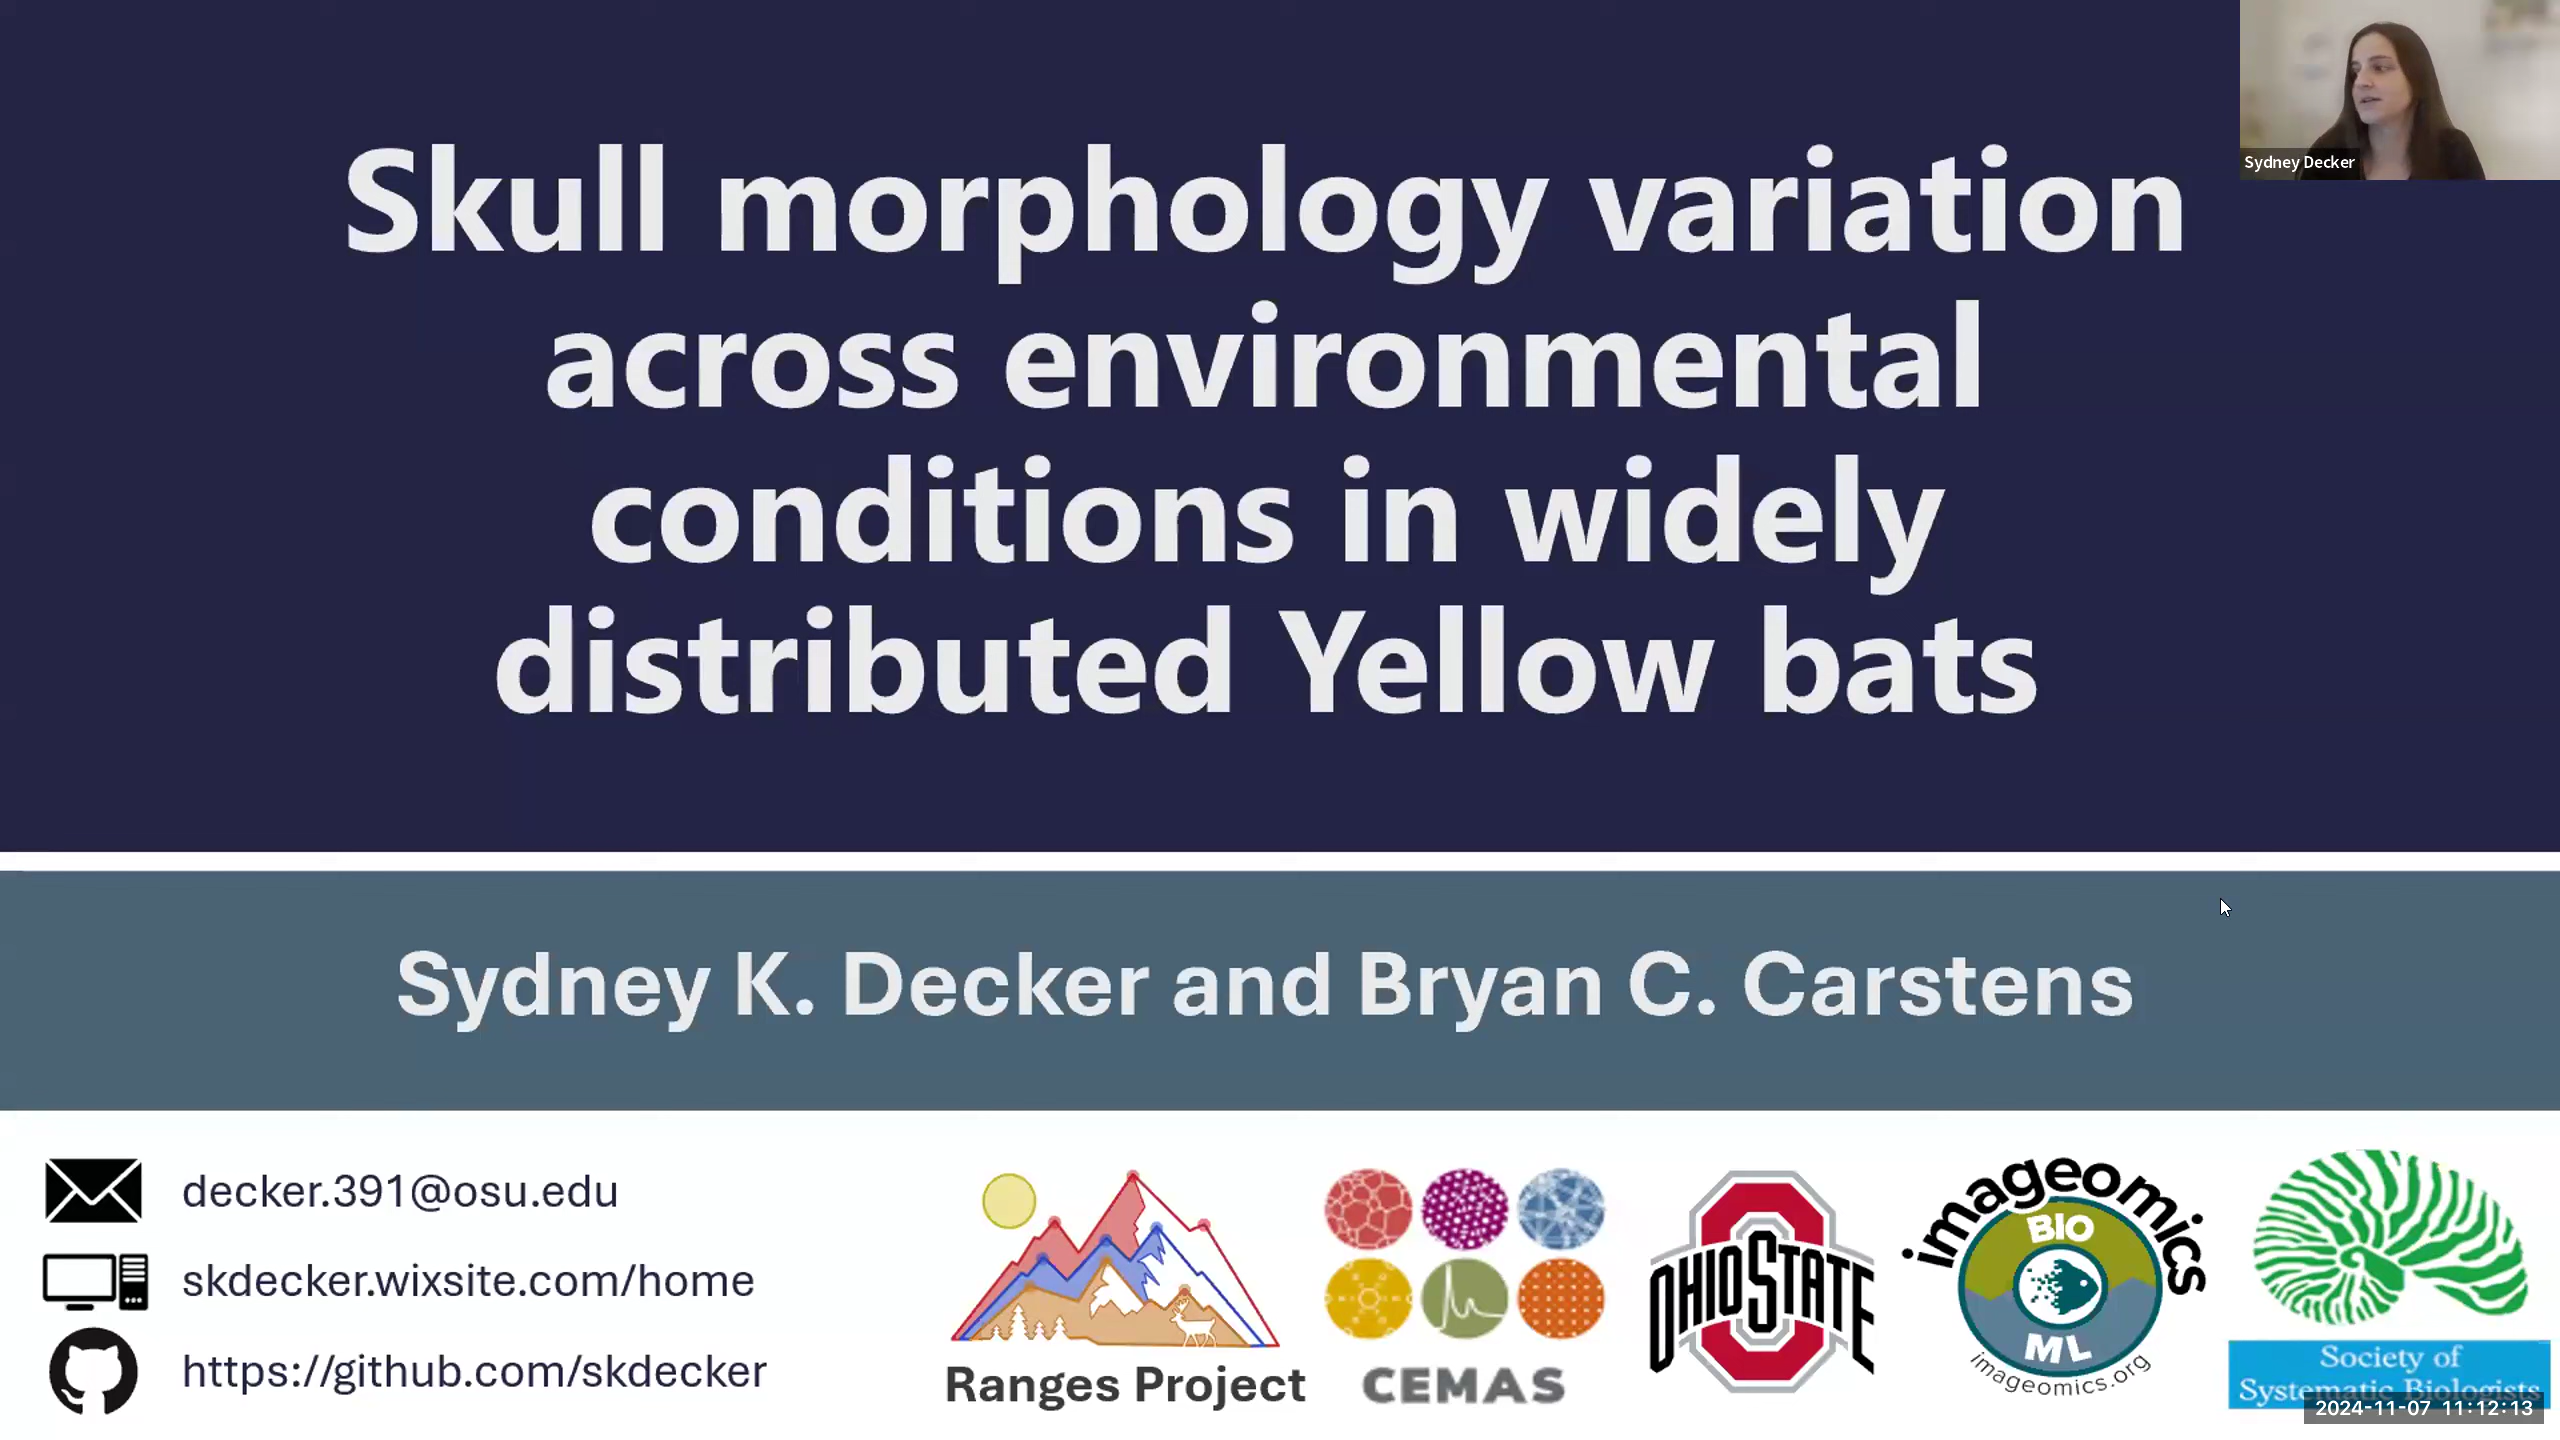 Sydney Decker
Skull morphology variation
across environmental
conditions in widely
distributed Yellow bats
Sydney K. Decker and Bryan C. Carstens
decker.391@osu.edu
skdecker.wixsite.com/home
https://github.com/skdecker
Ranges Project
CEMAS
OHIO STATE
imageomics
BIO
ML
imageomics.org
Society of
Systematic Biologists
2024-11-07 11:12:13